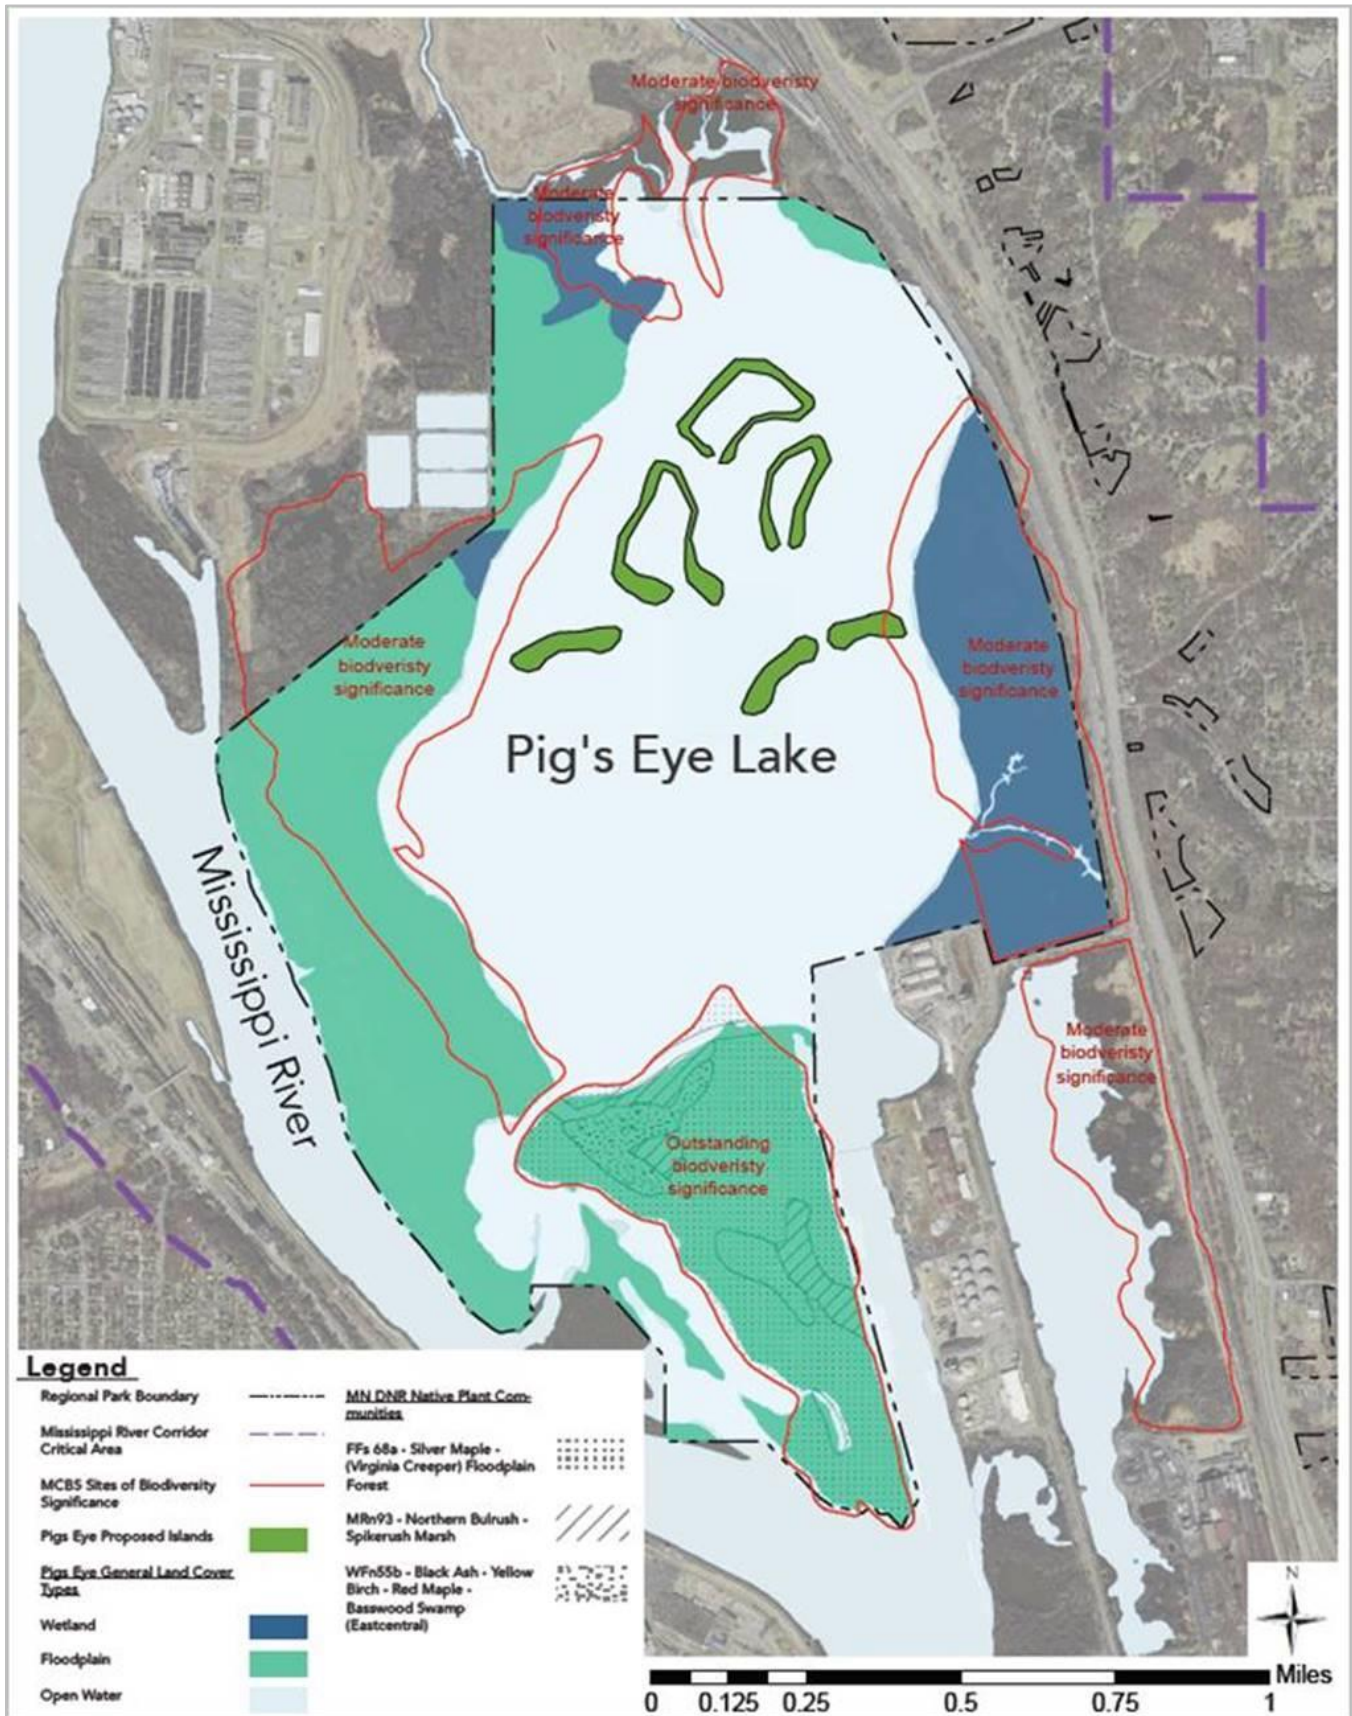 Moderate biodveristy
significance
Moderate
biodveristy
significance
Moderate
biodveristy
significance
Moderate
biodveristy
significance
Pig's Eye Lake
Mississippi River
Moderate
biodveristy
significance
Outstanding
biodveristy
significance
Legend
Regional Park Boundary
Mississippi River Corridor
Critical Area
MCBS Sites of Biodiversity
Significance
Pigs Eye Proposed Islands
Pigs Eye General Land Cover
Types
Wetland
Floodplain
Open Water
MN DNR Native Plant Com-
munities
FFs 68a - Silver Maple -
(Virginia Creeper) Floodplain
Forest
MRn93 - Northern Bulrush -
Spikerush Marsh
WFn55b - Black Ash - Yellow
Birch - Red Maple -
Basswood Swamp
(Eastcentral)
N
Miles
0 0.125 0.25 0.5 0.75 1